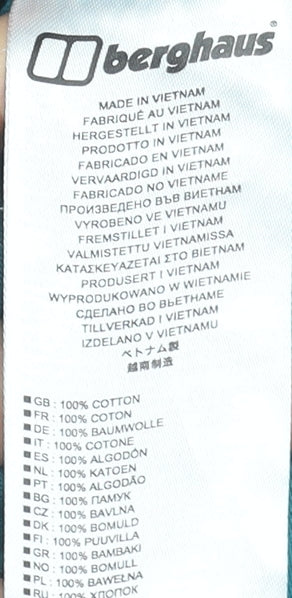 berghaus®
MADE IN VIETNAM
FABRIQUÉ AU VIETNAM
HERGESTELLT IN VIETNAM
PRODOTTO IN VIETNAM
FABRICADO EN VIETNAM
VERVAARDIGD IN VIETNAM
FABRICADO NO VIETNAME
ПРОИЗВЕДЕНО ВЪВ ВИЕТНАМ
VYROBENO VE VIETNAMU
FREMSTILLET I VIETNAM
VALMISTETTU VIETNAMISSA
ΚΑΤΑΣΚΕΥΑΖΕΤΑΙ ΣΤΟ ΒΙΕΤΝΑΜ
PRODUSERT I VIETNAM
WYPRODUKOWANO W WIETNAMIE
СДЕЛАНО ВО ВЬЕТНАМЕ
TILLVERKAD I VIETNAM
IZDELANO V VIETNAMU
ベトナム製
越南制造
GB : 100% COTTON
FR : 100% COTON
DE : 100% BAUMWOLLE
IT : 100% COTONE
ES : 100% ALGODÓN
NL : 100% KATOEN
PT : 100% ALGODÃO
BG : 100% ПАМУК
CZ : 100% BAVLNA
DK : 100% BOMULD
FI : 100% PUUVILLA
GR : 100% ΒΑΜΒΑΚΙ
NO : 100% BOMULL
PL : 100% BAWEŁNA
RU : 100% ХЛОПОК